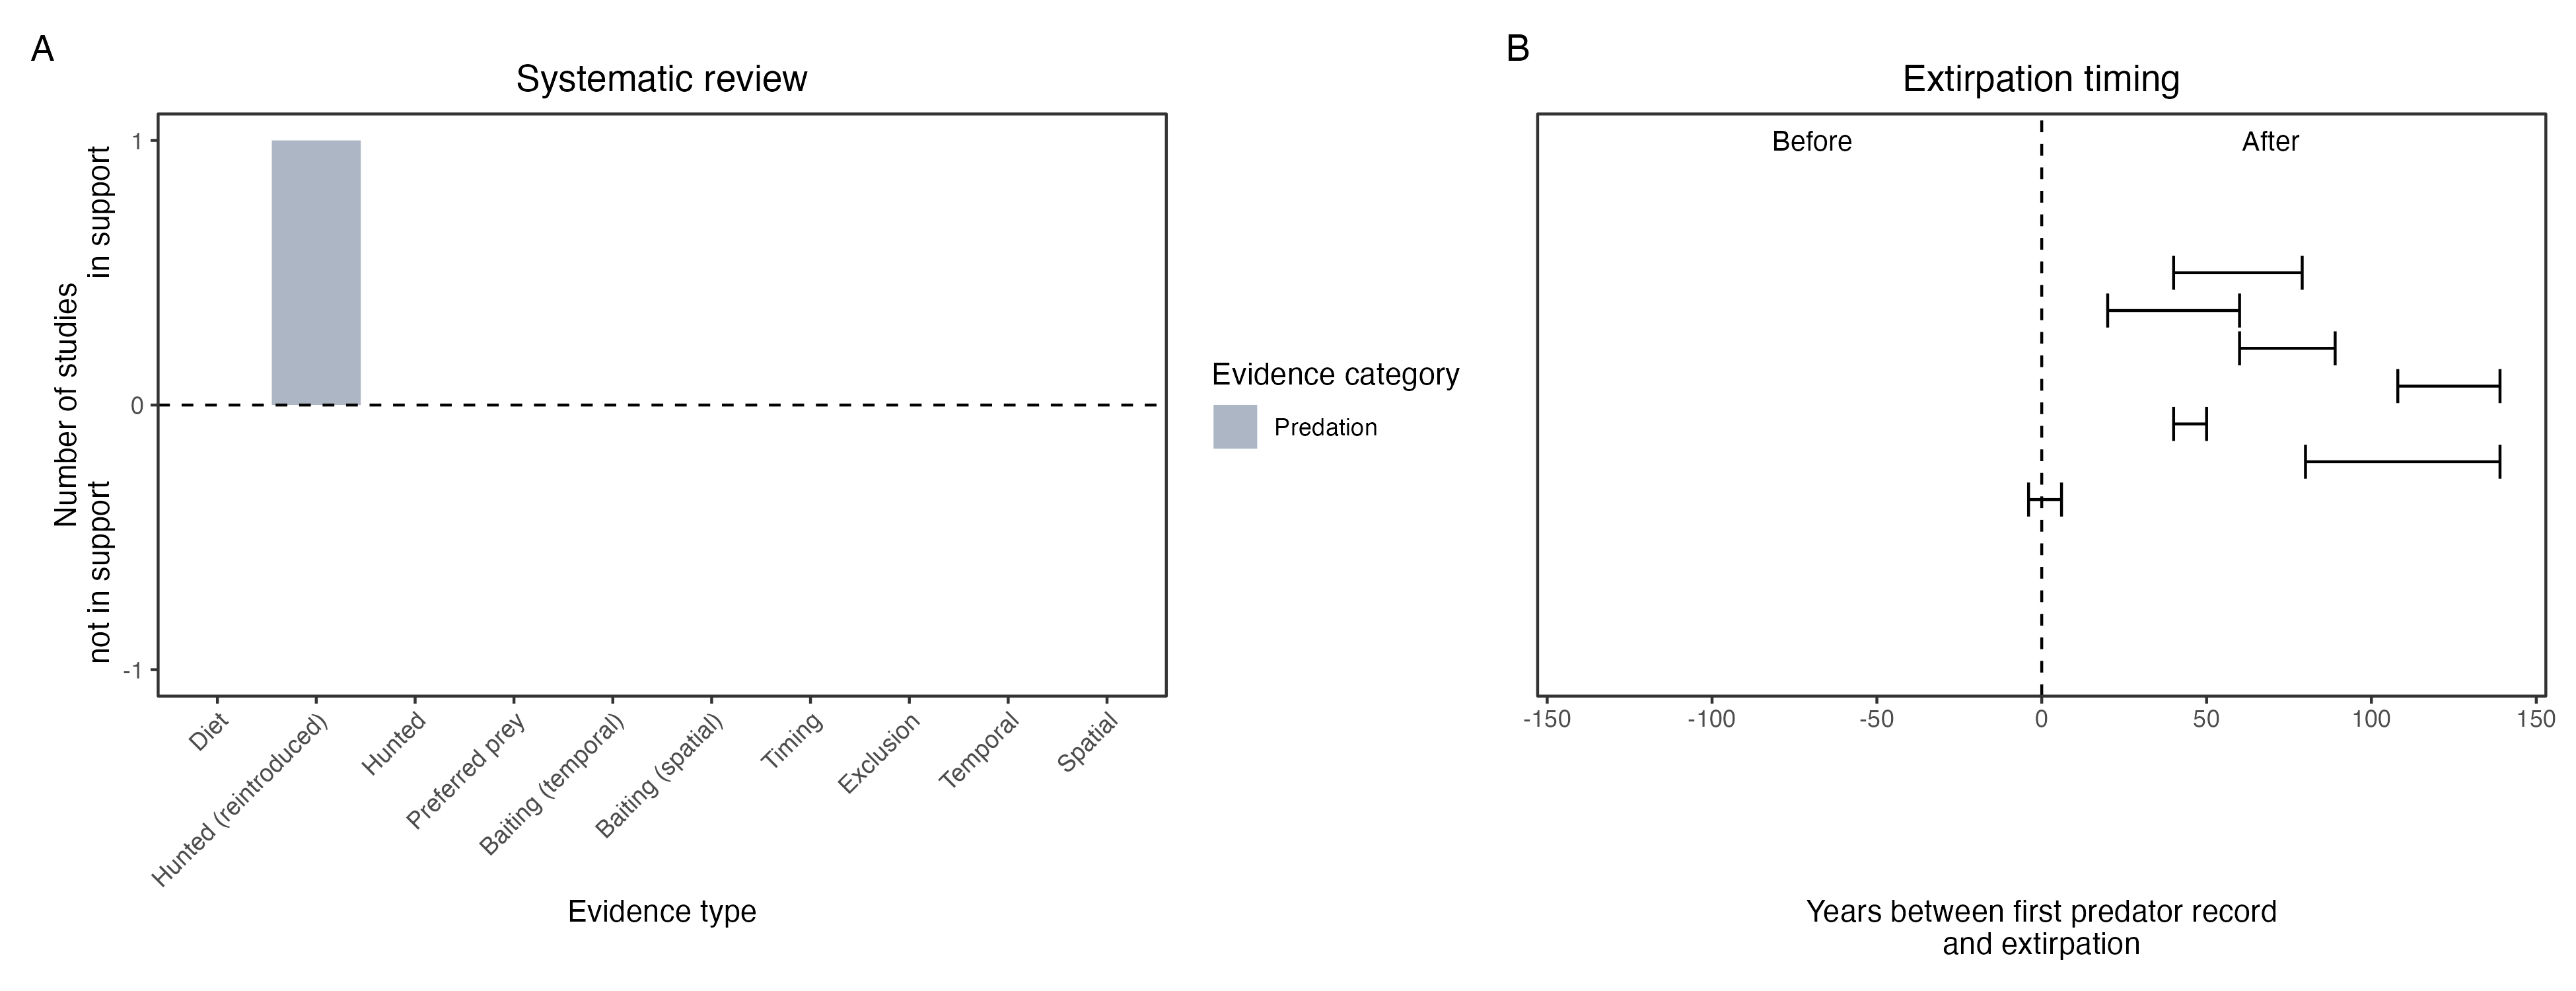 A
Systematic review
Number of studies
not in support
in support
1
0
-1
Diet
Hunted (reintroduced)
Hunted
Preferred prey
Baiting (temporal)
Baiting (spatial)
Timing
Exclusion
Temporal
Spatial
Evidence type
Evidence category
Predation
B
Extirpation timing
Before
After
-150
-100
-50
0
50
100
150
Years between first predator record
and extirpation